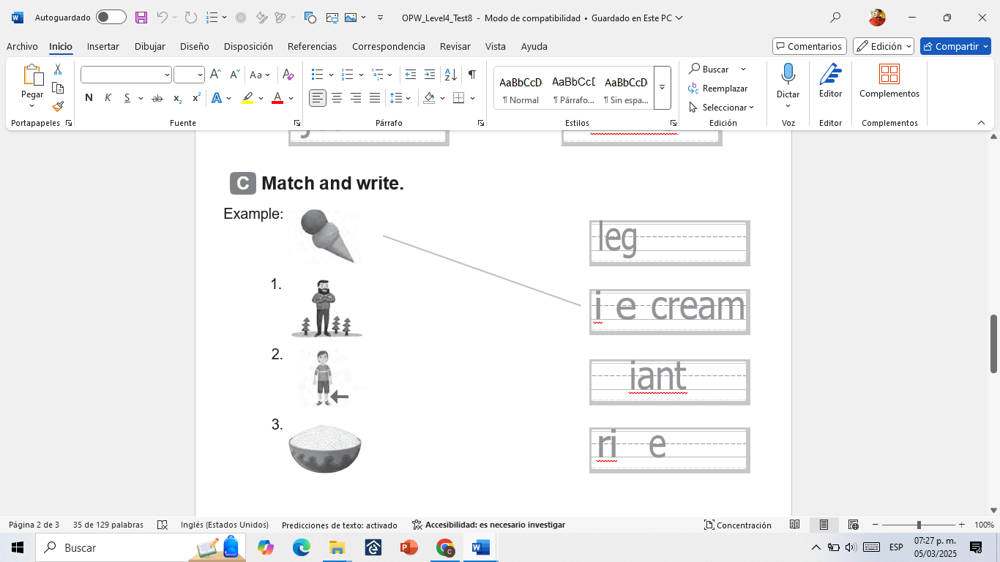 Autoguardado OPW_Level4_Test8 - Modo de compatibilidad • Guardado en Este PC
Archivo Inicio Insertar Dibujar Diseño Disposición Referencias Correspondencia Revisar Vista Ayuda Comentarios Edición Compartir
Pegar
Portapapeles
Aa
N K S ab x₂ x² A A
Fuente
Párrafo
AaBbCcD AaBbCcD AaBbCcD
¶ Normal ¶ Párrafo... ¶ Sin espa...
Estilos
Buscar
Reemplazar
Seleccionar
Edición
Dictar
Voz
Editor
Editor
Complementos
Complementos
C Match and write.
Example:
leg
1.
i e cream
2.
iant
3.
ri e
Página 2 de 3 35 de 129 palabras Inglés (Estados Unidos) Predicciones de texto: activado Accesibilidad: es necesario investigar Concentración 100%
Buscar
ESP
07:27 p. m.
05/03/2025